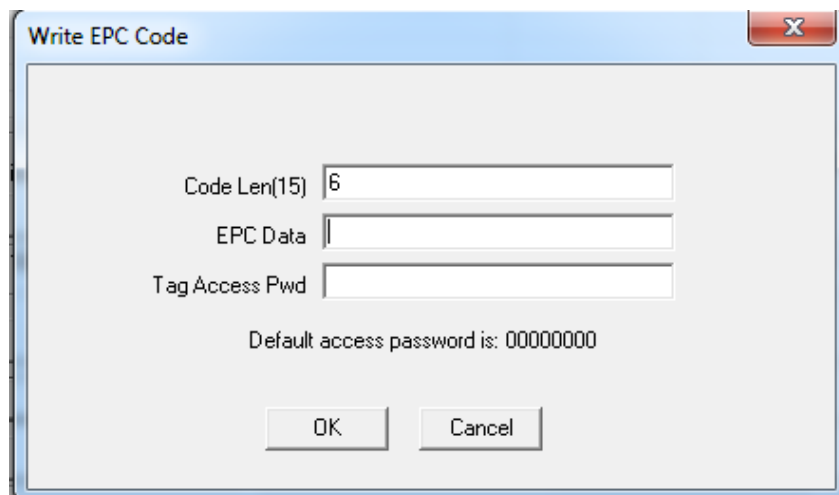 Write EPC Code
Code Len(15) 6
EPC Data
Tag Access Pwd
Default access password is: 00000000
OK Cancel